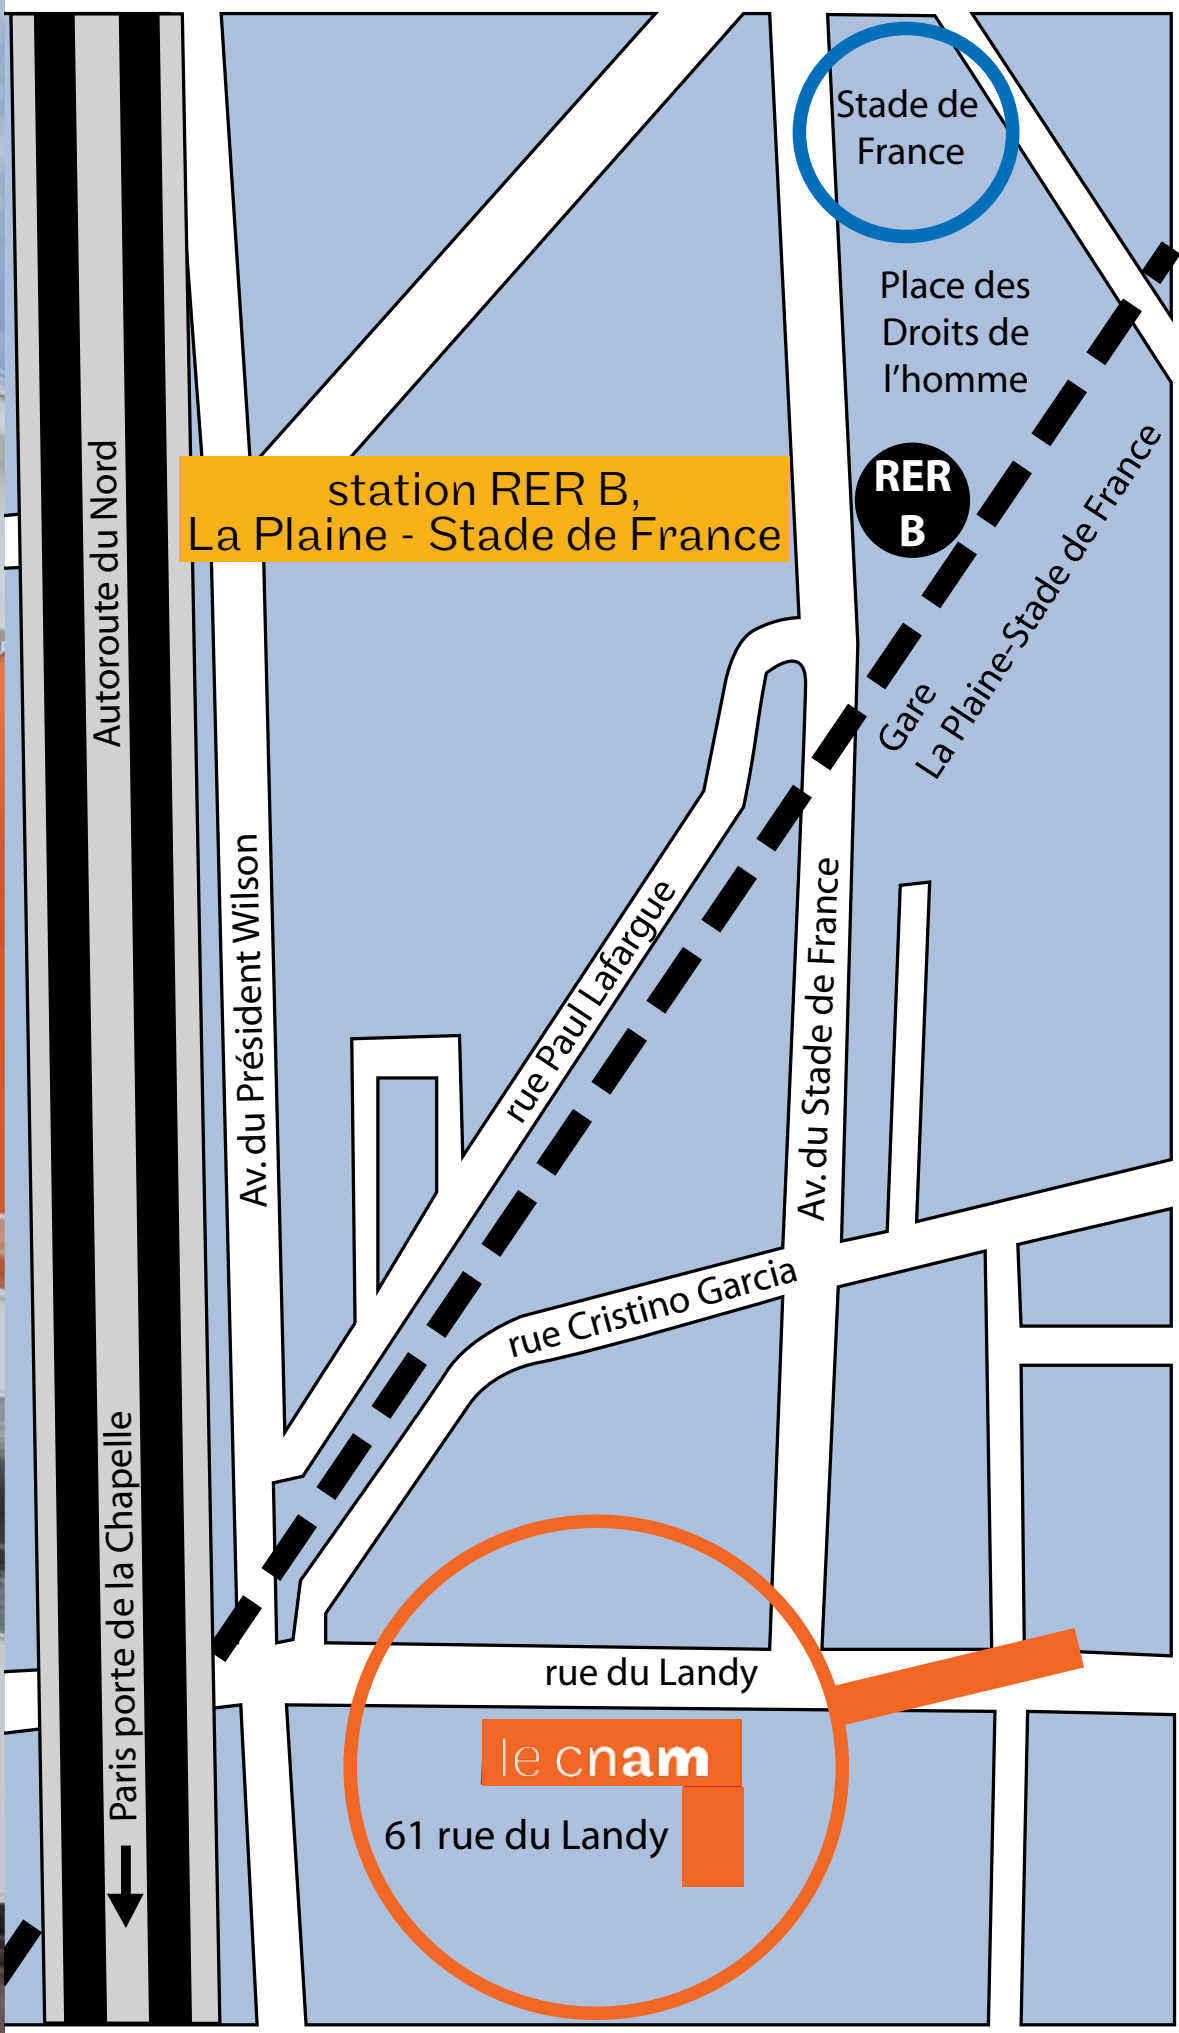 Stade de
France
Place des
Droits de
l'homme
RER
B
station RER B,
La Plaine - Stade de France
Gare
La Plaine-Stade de France
Autoroute du Nord
Av. du Président Wilson
rue Paul Lafargue
Av. du Stade de France
rue Cristino Garcia
Paris porte de la Chapelle
rue du Landy
le cnam
61 rue du Landy